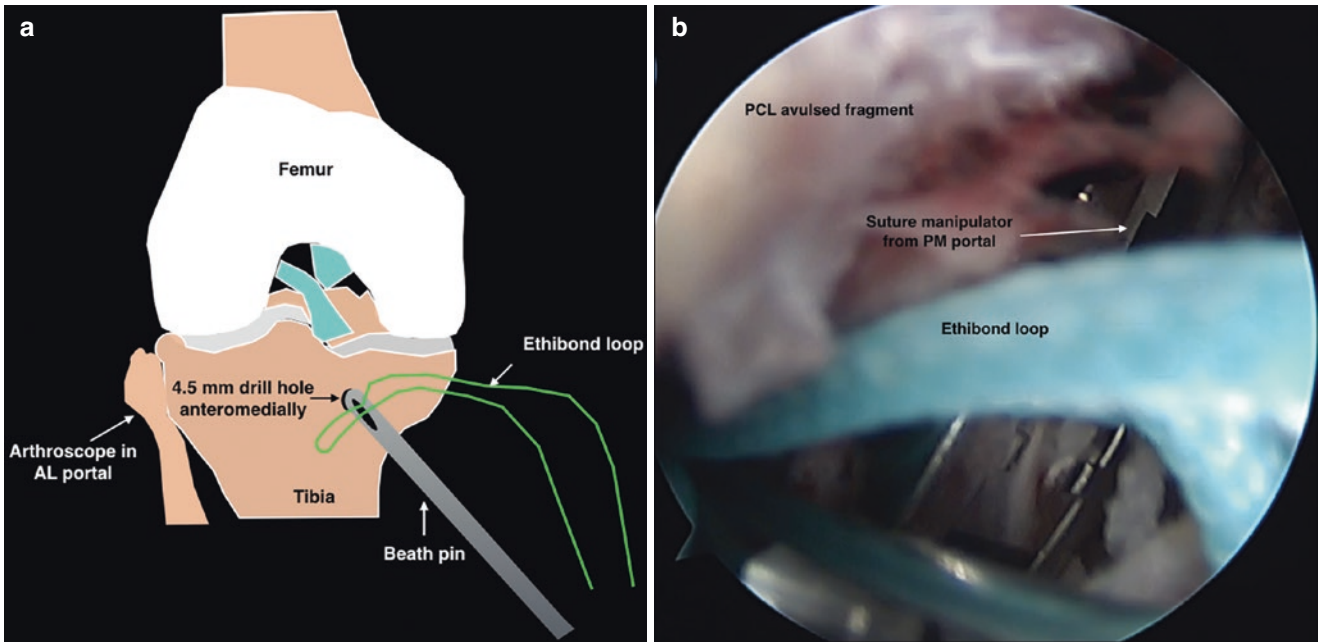 a
Femur
Ethibond loop
4.5 mm drill hole
anteromedially
Arthroscope in
AL portal
Tibia
Beath pin
b
PCL avulsed fragment
Suture manipulator
from PM portal
Ethibond loop